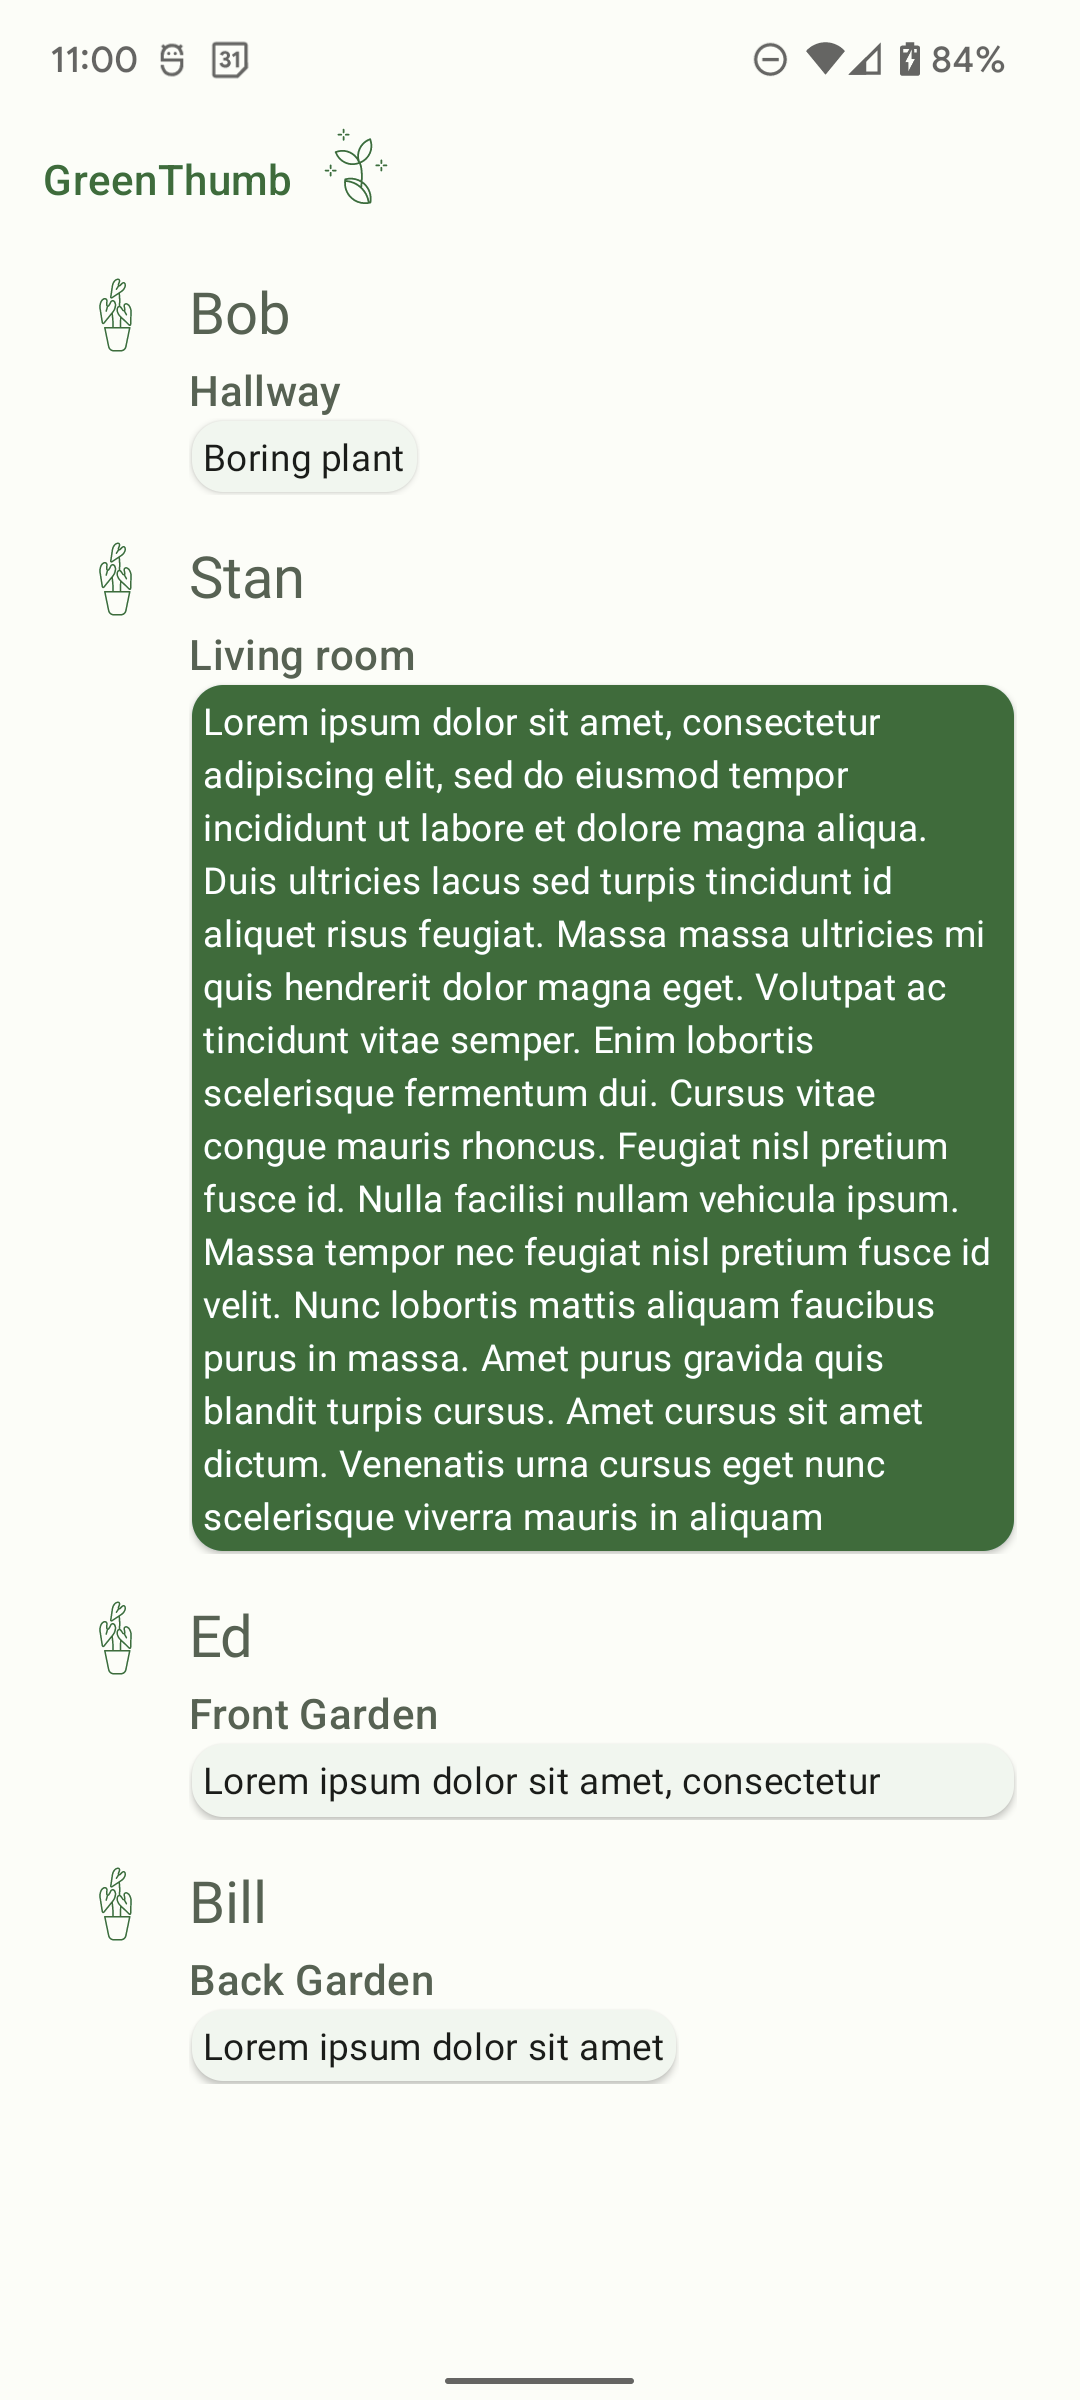 11:00 31 84%
GreenThumb
Bob
Hallway
Boring plant
Stan
Living room
Lorem ipsum dolor sit amet, consectetur
adipiscing elit, sed do eiusmod tempor
incididunt ut labore et dolore magna aliqua.
Duis ultricies lacus sed turpis tincidunt id
aliquet risus feugiat. Massa massa ultricies mi
quis hendrerit dolor magna eget. Volutpat ac
tincidunt vitae semper. Enim lobortis
scelerisque fermentum dui. Cursus vitae
congue mauris rhoncus. Feugiat nisl pretium
fusce id. Nulla facilisi nullam vehicula ipsum.
Massa tempor nec feugiat nisl pretium fusce id
velit. Nunc lobortis mattis aliquam faucibus
purus in massa. Amet purus gravida quis
blandit turpis cursus. Amet cursus sit amet
dictum. Venenatis urna cursus eget nunc
scelerisque viverra mauris in aliquam
Ed
Front Garden
Lorem ipsum dolor sit amet, consectetur
Bill
Back Garden
Lorem ipsum dolor sit amet